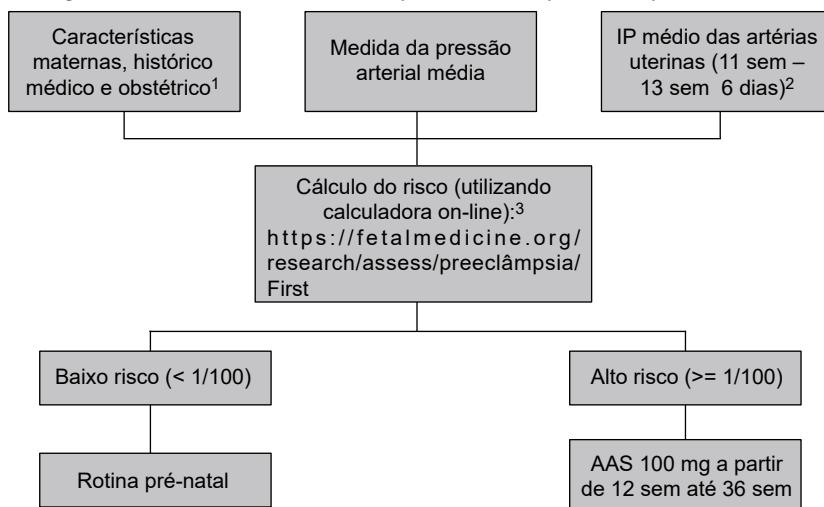 Características
maternas, histórico
médico e obstétrico1
Medida da pressão
arterial média
IP médio das artérias
uterinas (11 sem –
13 sem 6 dias)2
Cálculo do risco (utilizando
calculadora on-line):3
https://fetalmedicine.org/
research/assess/preeclâmpsia/
First
Baixo risco (< 1/100)
Alto risco (>= 1/100)
Rotina pré-natal
AAS 100 mg a partir
de 12 sem até 36 sem